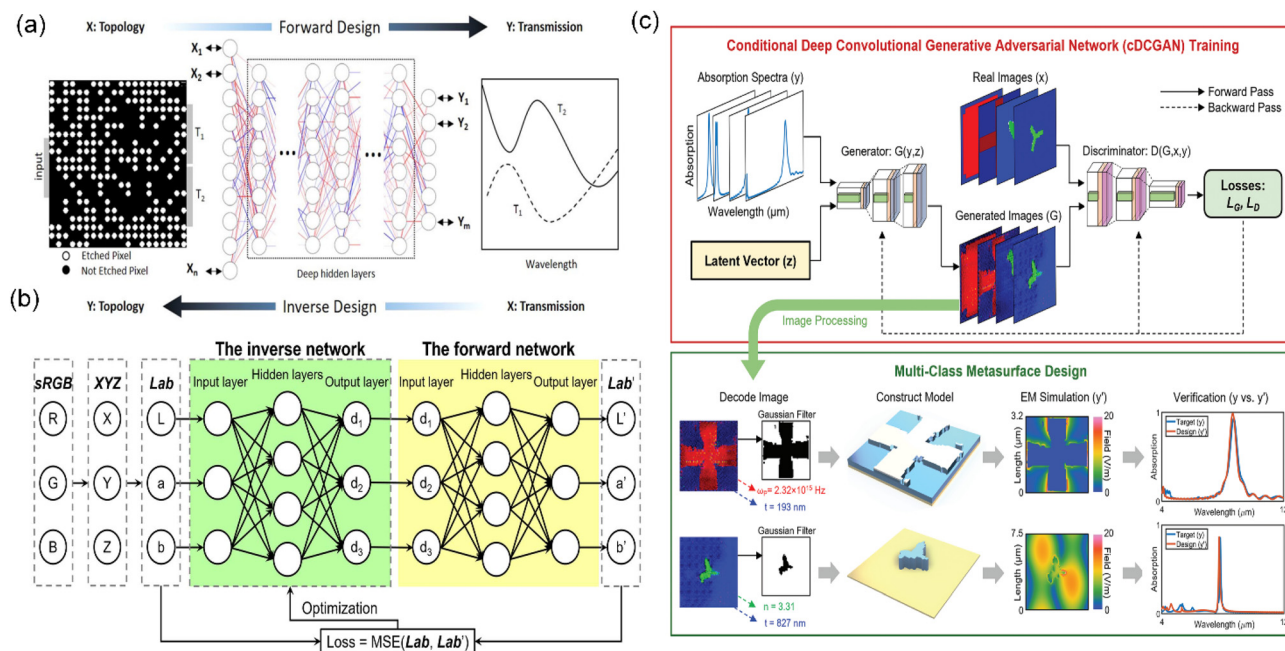 (a)
X: Topology
Forward Design
Y: Transmission
input
T1
T2
Etched Pixel
Not Etched Pixel
X1
X2
Xn
Deep hidden layers
Y1
Y2
Ym
T2
T1
Wavelength
(b)
Y: Topology
Inverse Design
X: Transmission
The inverse network
The forward network
sRGB
XYZ
Lab
Input layer
Hidden layers
Output layer
Input layer
Hidden layers
Output layer
Lab'
R
X
L
d1
d1
L'
G
Y
a
d2
d2
a'
B
Z
b
d3
d3
b'
Optimization
Loss = MSE(Lab, Lab')
(c)
Conditional Deep Convolutional Generative Adversarial Network (cDCGAN) Training
Absorption Spectra (y)
Absorption
Wavelength (μm)
Latent Vector (z)
Generator: G(y,z)
Real Images (x)
Generated Images (G)
Forward Pass
Backward Pass
Discriminator: D(G,x,y)
Losses:
LG, LD
Image Processing
Multi-Class Metasurface Design
Decode Image
Construct Model
EM Simulation (y')
Verification (y vs. y')
Gaussian Filter
ωP= 2.32×10¹⁵ Hz
t = 193 nm
3.2
Length (μm)
0
20
Field (V/m)
0
1
Absorption
0
Target (y)
Design (y')
4
Wavelength (μm)
12
Gaussian Filter
n = 3.31
t = 827 nm
7.5
Length (μm)
0
20
Field (V/m)
0
1
Absorption
0
Target (y)
Design (y')
4
Wavelength (μm)
12